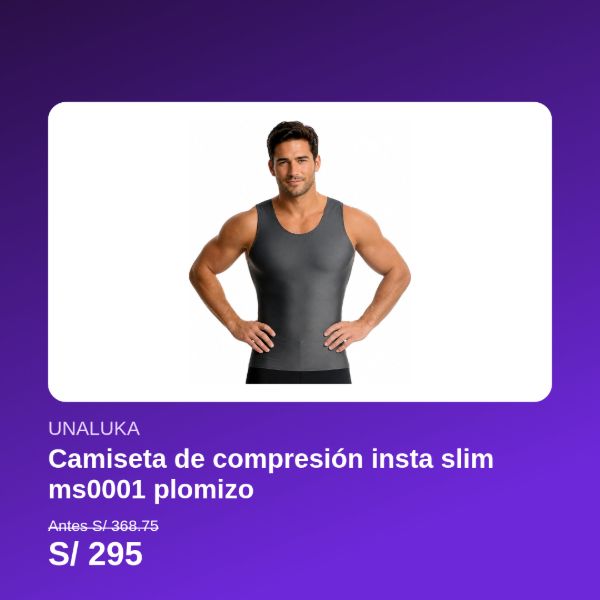 UNALUKA
Camiseta de compresión insta slim
ms0001 plomizo
Antes S/ 368.75
S/ 295